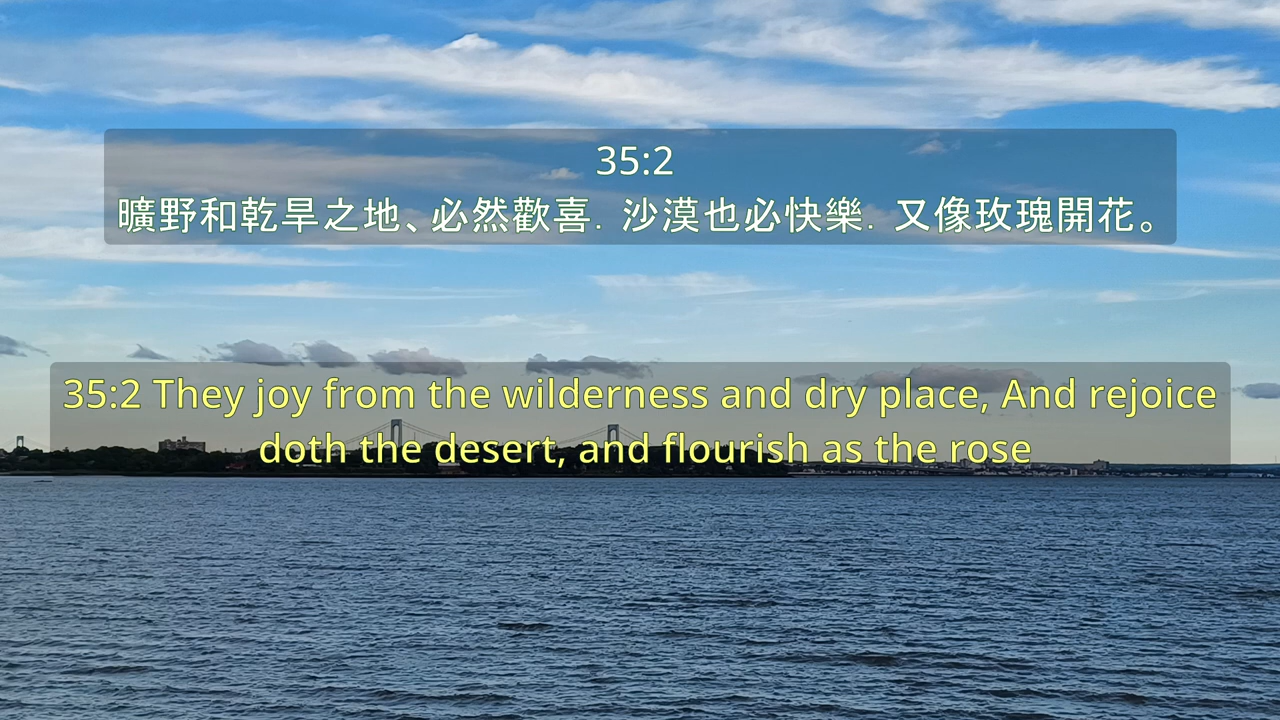 35:2
曠野和乾旱之地、必然歡喜．沙漠也必快樂．又像玫瑰開花。
35:2 They joy from the wilderness and dry place, And rejoice
doth the desert, and flourish as the rose